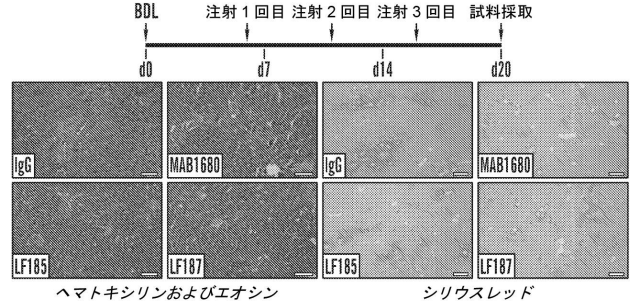 BDL 注射1回目 注射2回目 注射3回目 試料採取
d0 d7 d14 d20
IgG MAB1680 IgG MAB1680
LF185 LF187 LF185 LF187
ヘマトキシリンおよびエオシン シリウスレッド